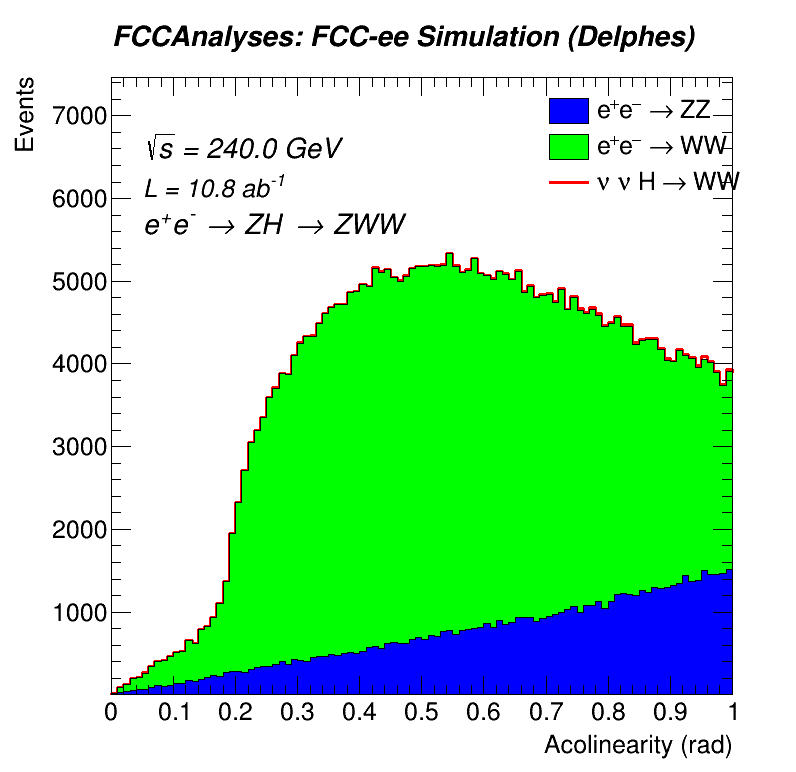 FCCAnalyses: FCC-ee Simulation (Delphes)
Events
7000
6000
5000
4000
3000
2000
1000
0
√s = 240.0 GeV
L = 10.8 ab⁻¹
e⁺e⁻ → ZH → ZWW
e⁺e⁻ → ZZ
e⁺e⁻ → WW
ν ν H → WW
0 0.1 0.2 0.3 0.4 0.5 0.6 0.7 0.8 0.9 1
Acolinearity (rad)